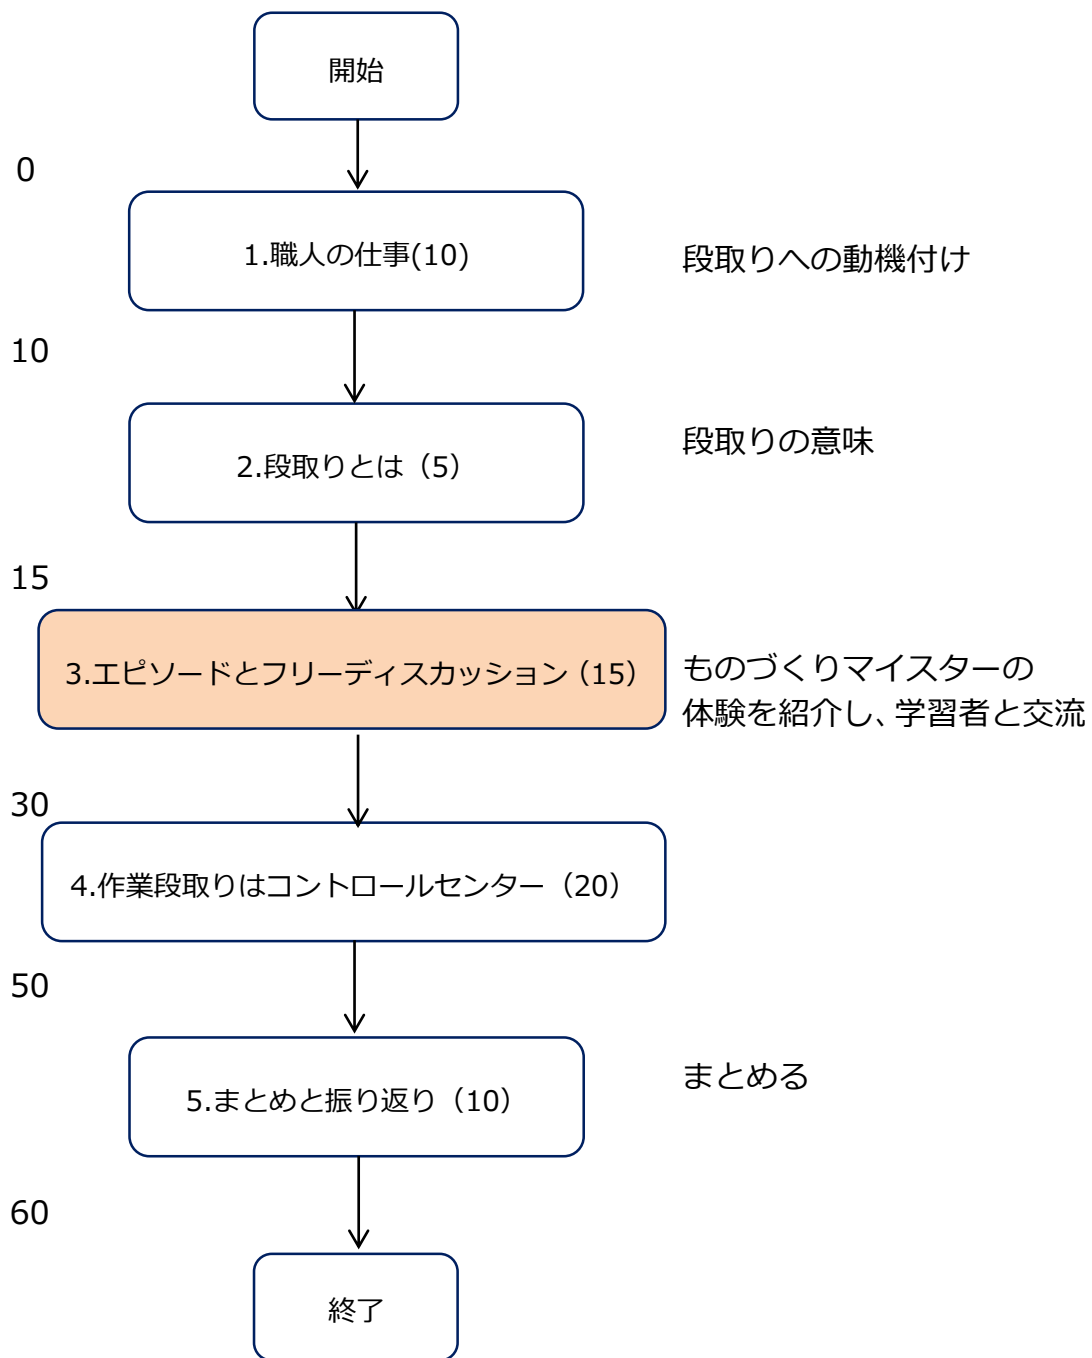 開始
0
1.職人の仕事(10)
段取りへの動機付け
10
2.段取りとは（5）
段取りの意味
15
3.エピソードとフリーディスカッション（15）
ものづくりマイスターの
体験を紹介し、学習者と交流
30
4.作業段取りはコントロールセンター（20）
50
5.まとめと振り返り（10）
まとめる
60
終了